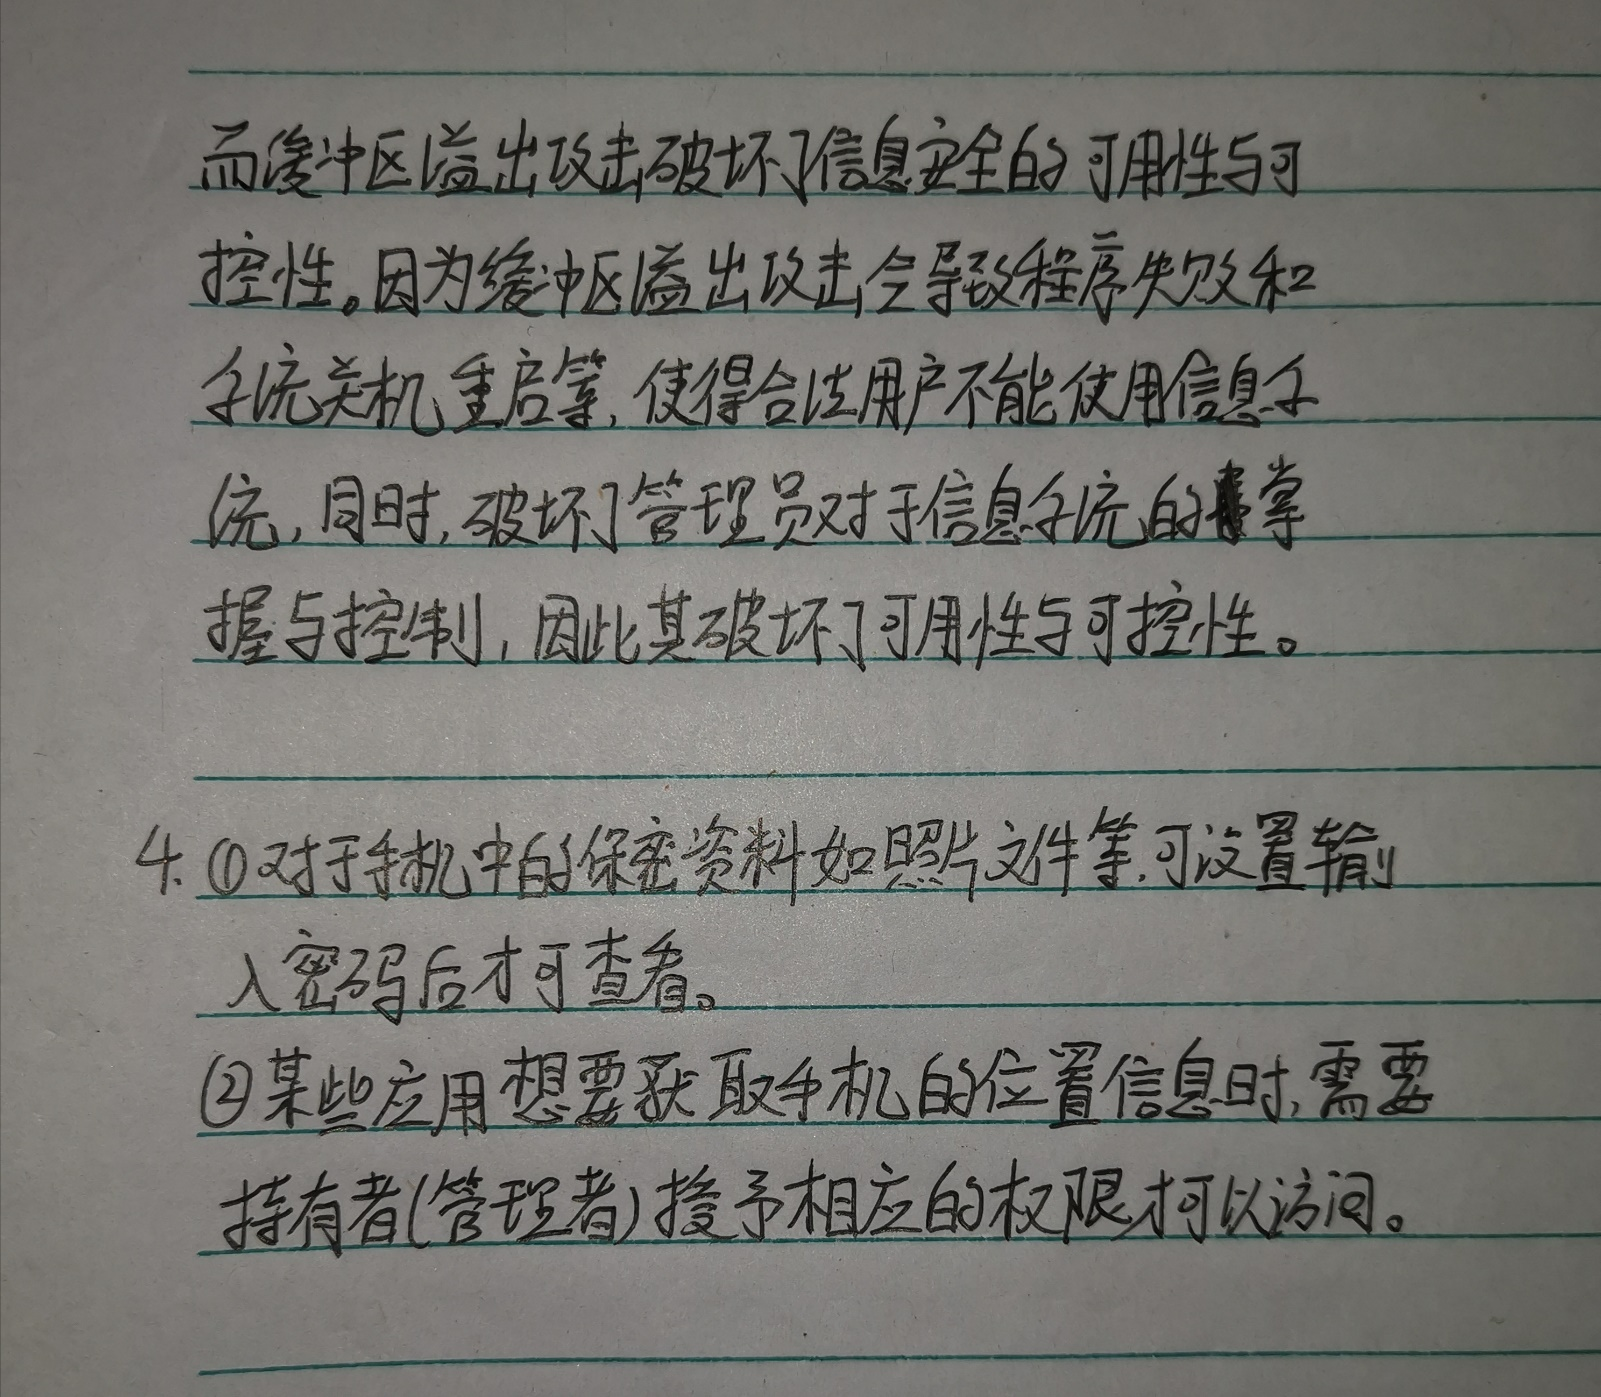 而缓冲区溢出攻击破坏了信息安全的可用性与可
控性。因为缓冲区溢出攻击会导致程序失败和
系统关机重启等,使得合法用户不能使用信息系
统,同时,破坏了管理员对于信息系统的掌
握与控制,因此其破坏了可用性与可控性。
4. ①对于手机中的保密资料如照片文件等,可设置输
入密码后才可查看。
②某些应用想要获取手机的位置信息时,需要
持有者(管理者)授予相应的权限才可以访问。